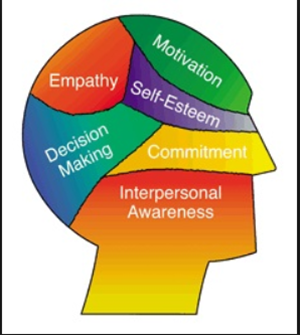 Motivation
Empathy
Self-Esteem
Decision
Making
Commitment
Interpersonal
Awareness